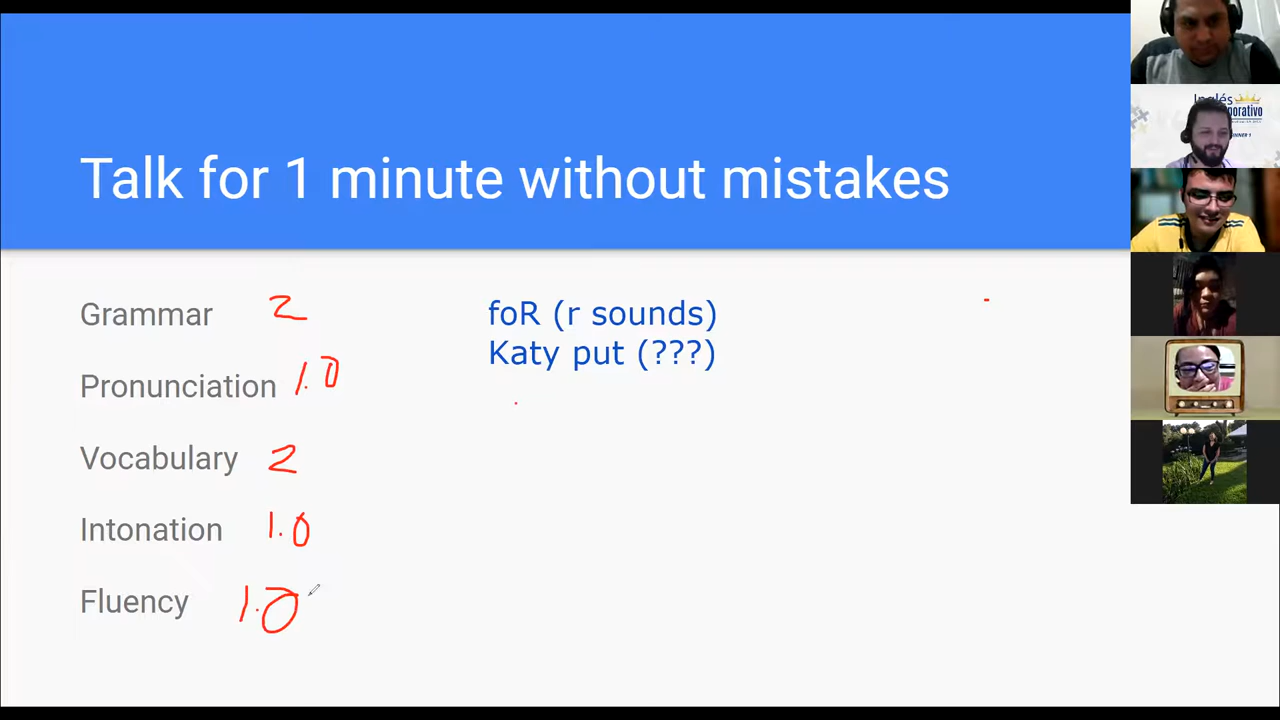 Talk for 1 minute without mistakes
Grammar 2
Pronunciation 1.0
Vocabulary 2
Intonation 1.0
Fluency 1.0
foR (r sounds)
Katy put (???)
Inglés